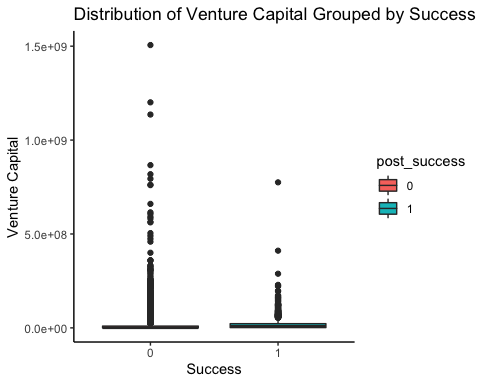 Distribution of Venture Capital Grouped by Success
1.5e+09
1.0e+09
5.0e+08
0.0e+00
Venture Capital
0
1
Success
post_success
0
1